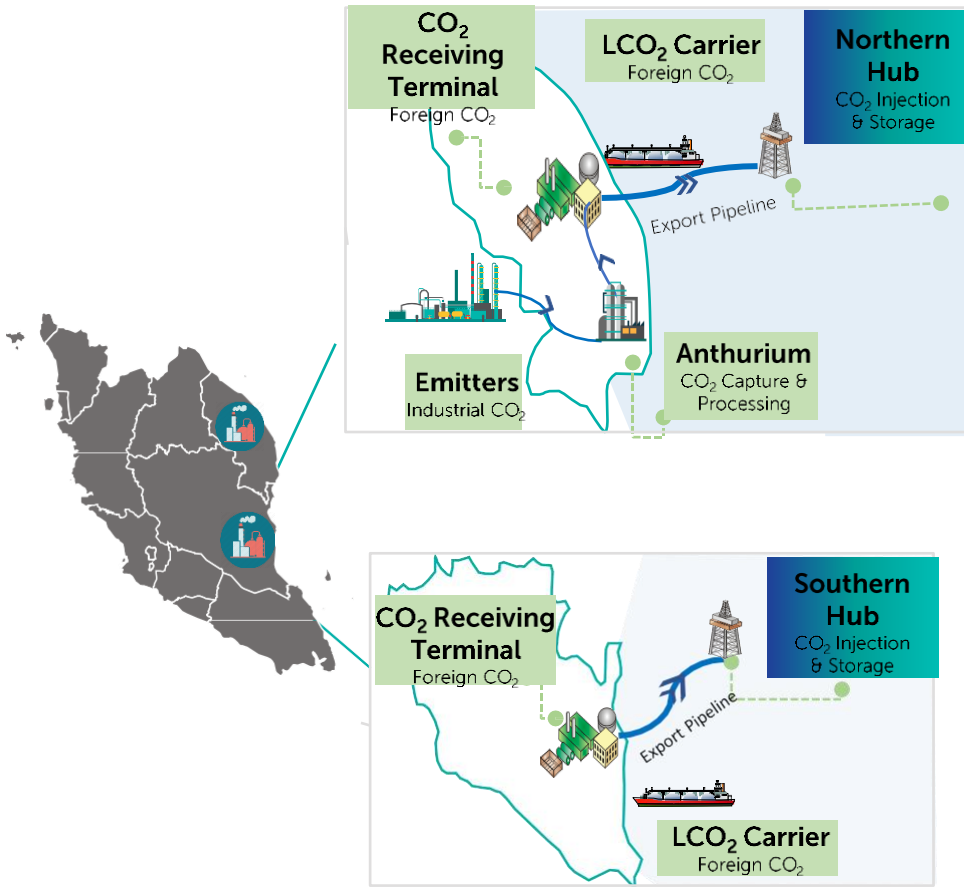 CO₂
Receiving
Terminal
Foreign CO₂
LCO₂ Carrier
Foreign CO₂
Northern
Hub
CO₂ Injection
& Storage
Export Pipeline
Emitters
Industrial CO₂
Anthurium
CO₂ Capture &
Processing
CO₂ Receiving
Terminal
Foreign CO₂
Southern
Hub
CO₂ Injection
& Storage
Export Pipeline
LCO₂ Carrier
Foreign CO₂